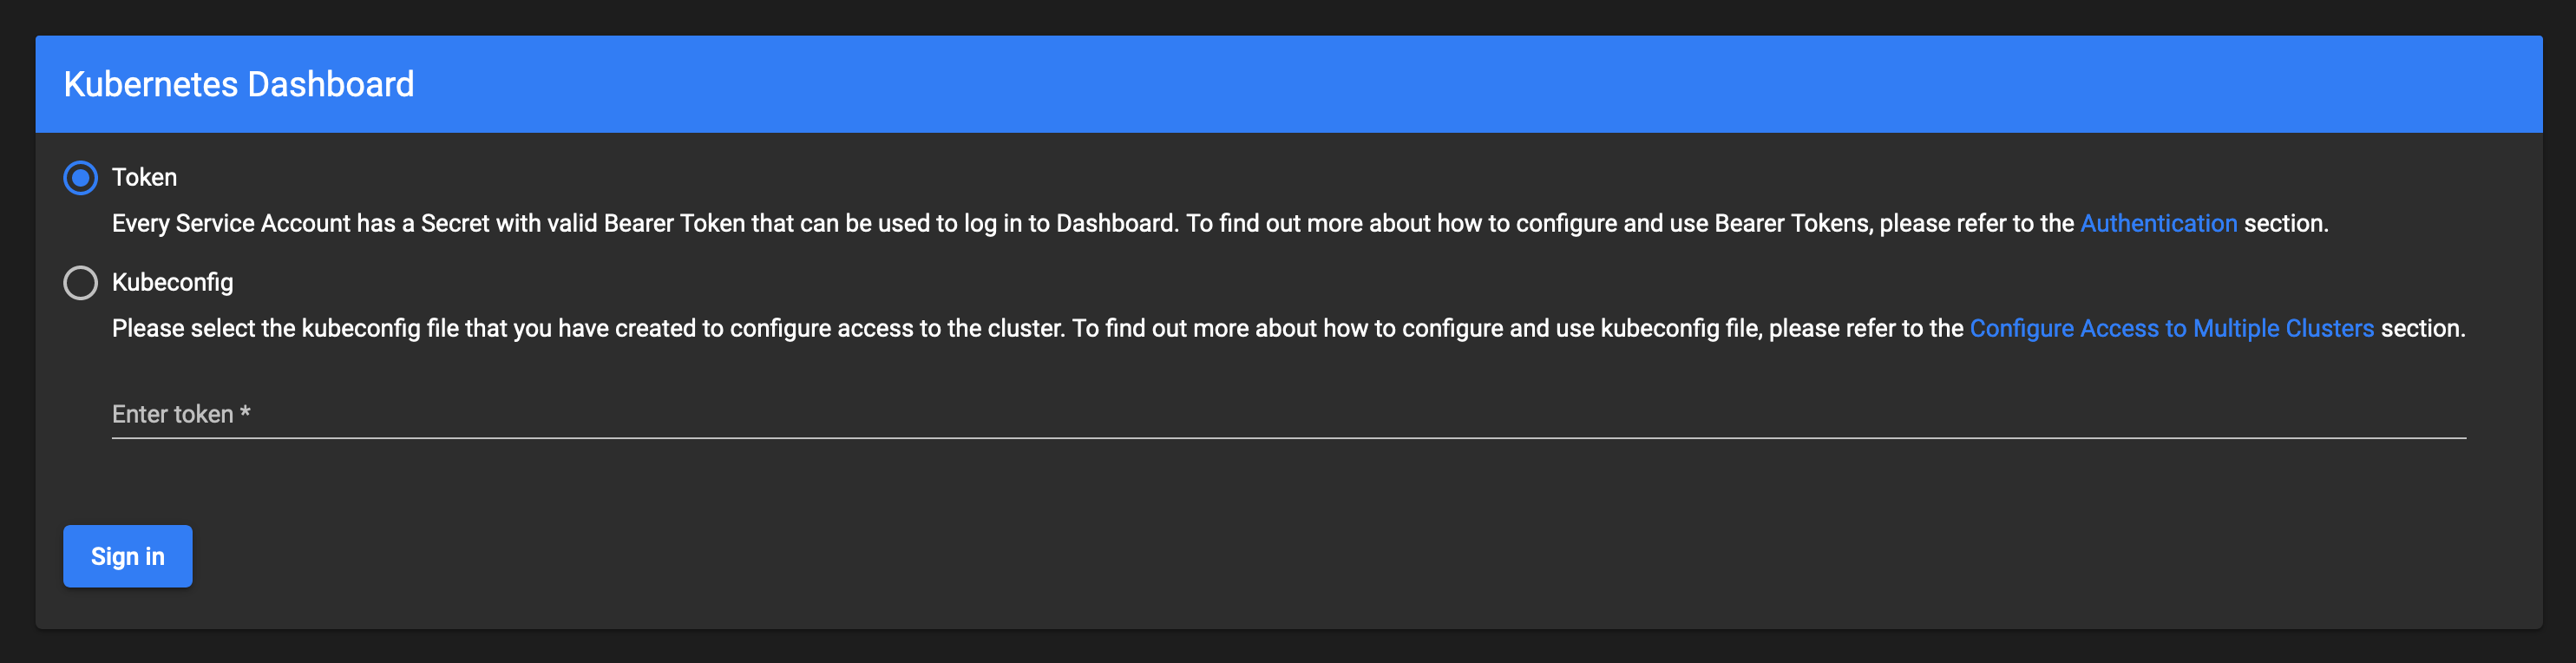 Kubernetes Dashboard
Token
Every Service Account has a Secret with valid Bearer Token that can be used to log in to Dashboard. To find out more about how to configure and use Bearer Tokens, please refer to the Authentication section.
Kubeconfig
Please select the kubeconfig file that you have created to configure access to the cluster. To find out more about how to configure and use kubeconfig file, please refer to the Configure Access to Multiple Clusters section.
Enter token *
Sign in